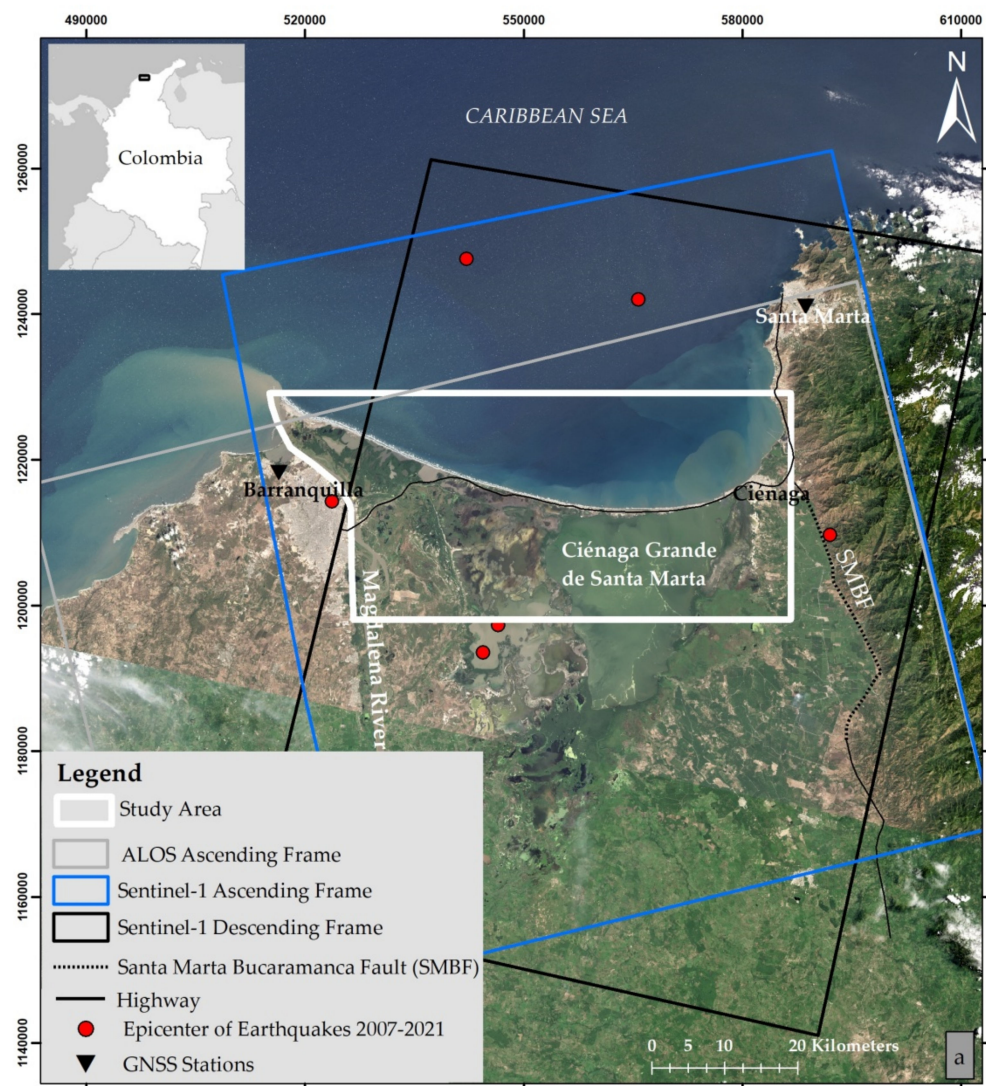 490000 520000 550000 580000 610000
N
CARIBBEAN SEA
Colombia
1260000
1240000
1220000
1200000
1180000
1160000
1140000
Santa Marta
Barranquilla
Ciénaga
Ciénaga Grande
de Santa Marta
SMBF
Magdalena River
Legend
Study Area
ALOS Ascending Frame
Sentinel-1 Ascending Frame
Sentinel-1 Descending Frame
Santa Marta Bucaramanca Fault (SMBF)
Highway
Epicenter of Earthquakes 2007-2021
GNSS Stations
0 5 10 20 Kilometers
a